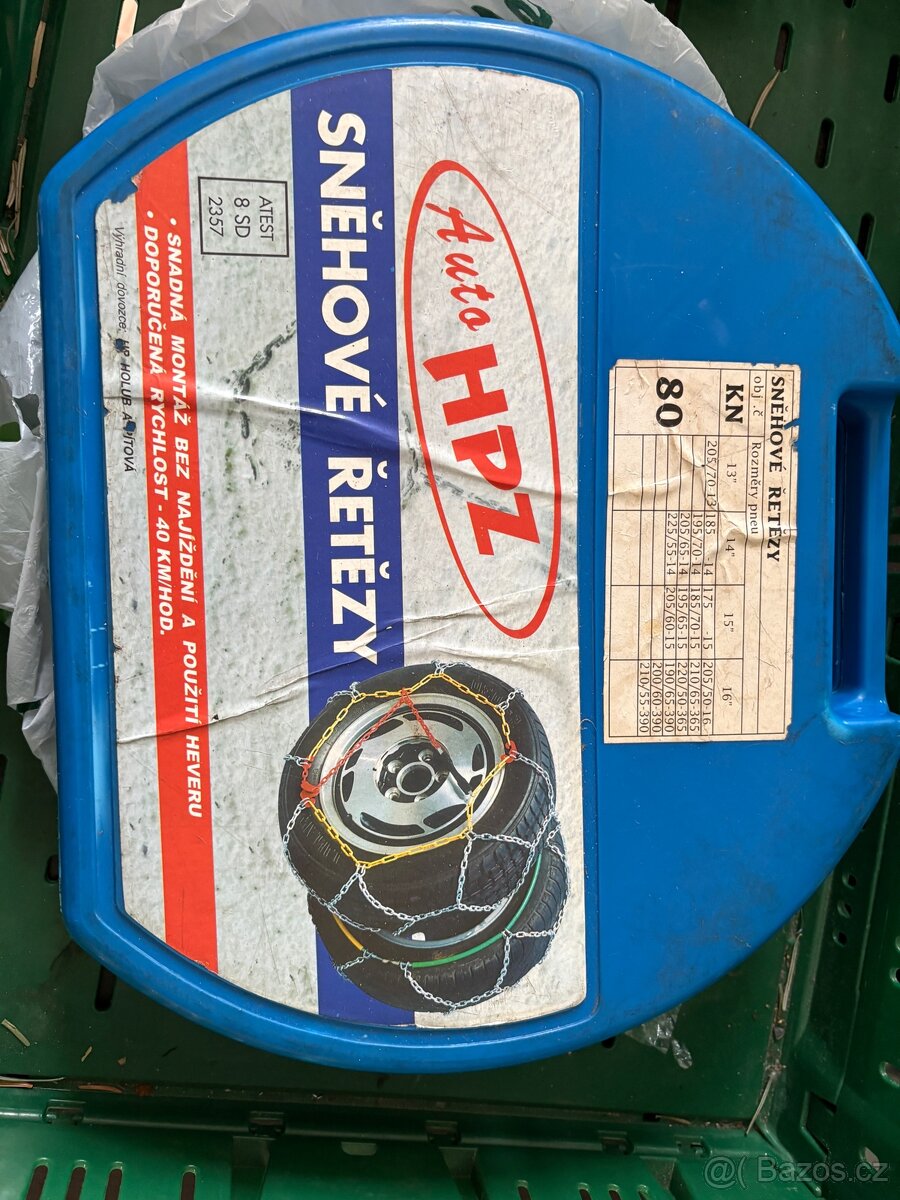 SNĚHOVÉ ŘETĚZY
obj.č Rozměry pneu
KN 13" 14" 15" 16"
80 205/70-13 185 -14 175 -15 205/50-16
195/70-14 185/70-15 210/65-365
205/65-14 195/65-15 220/50-365
225/55-14 205/60-15 190/65-390
200/60-390
210/55-390
Auto HPZ
SNĚHOVÉ ŘETĚZY
ATEST
8 SD
2357
• SNADNÁ MONTÁŽ BEZ NAJÍŽDĚNÍ A POUŽITÍ HEVERU
• DOPORUČENÁ RYCHLOST - 40 KM/HOD.
Výhradní dovozce: HP HOLUB A
@( Bazoš.cz